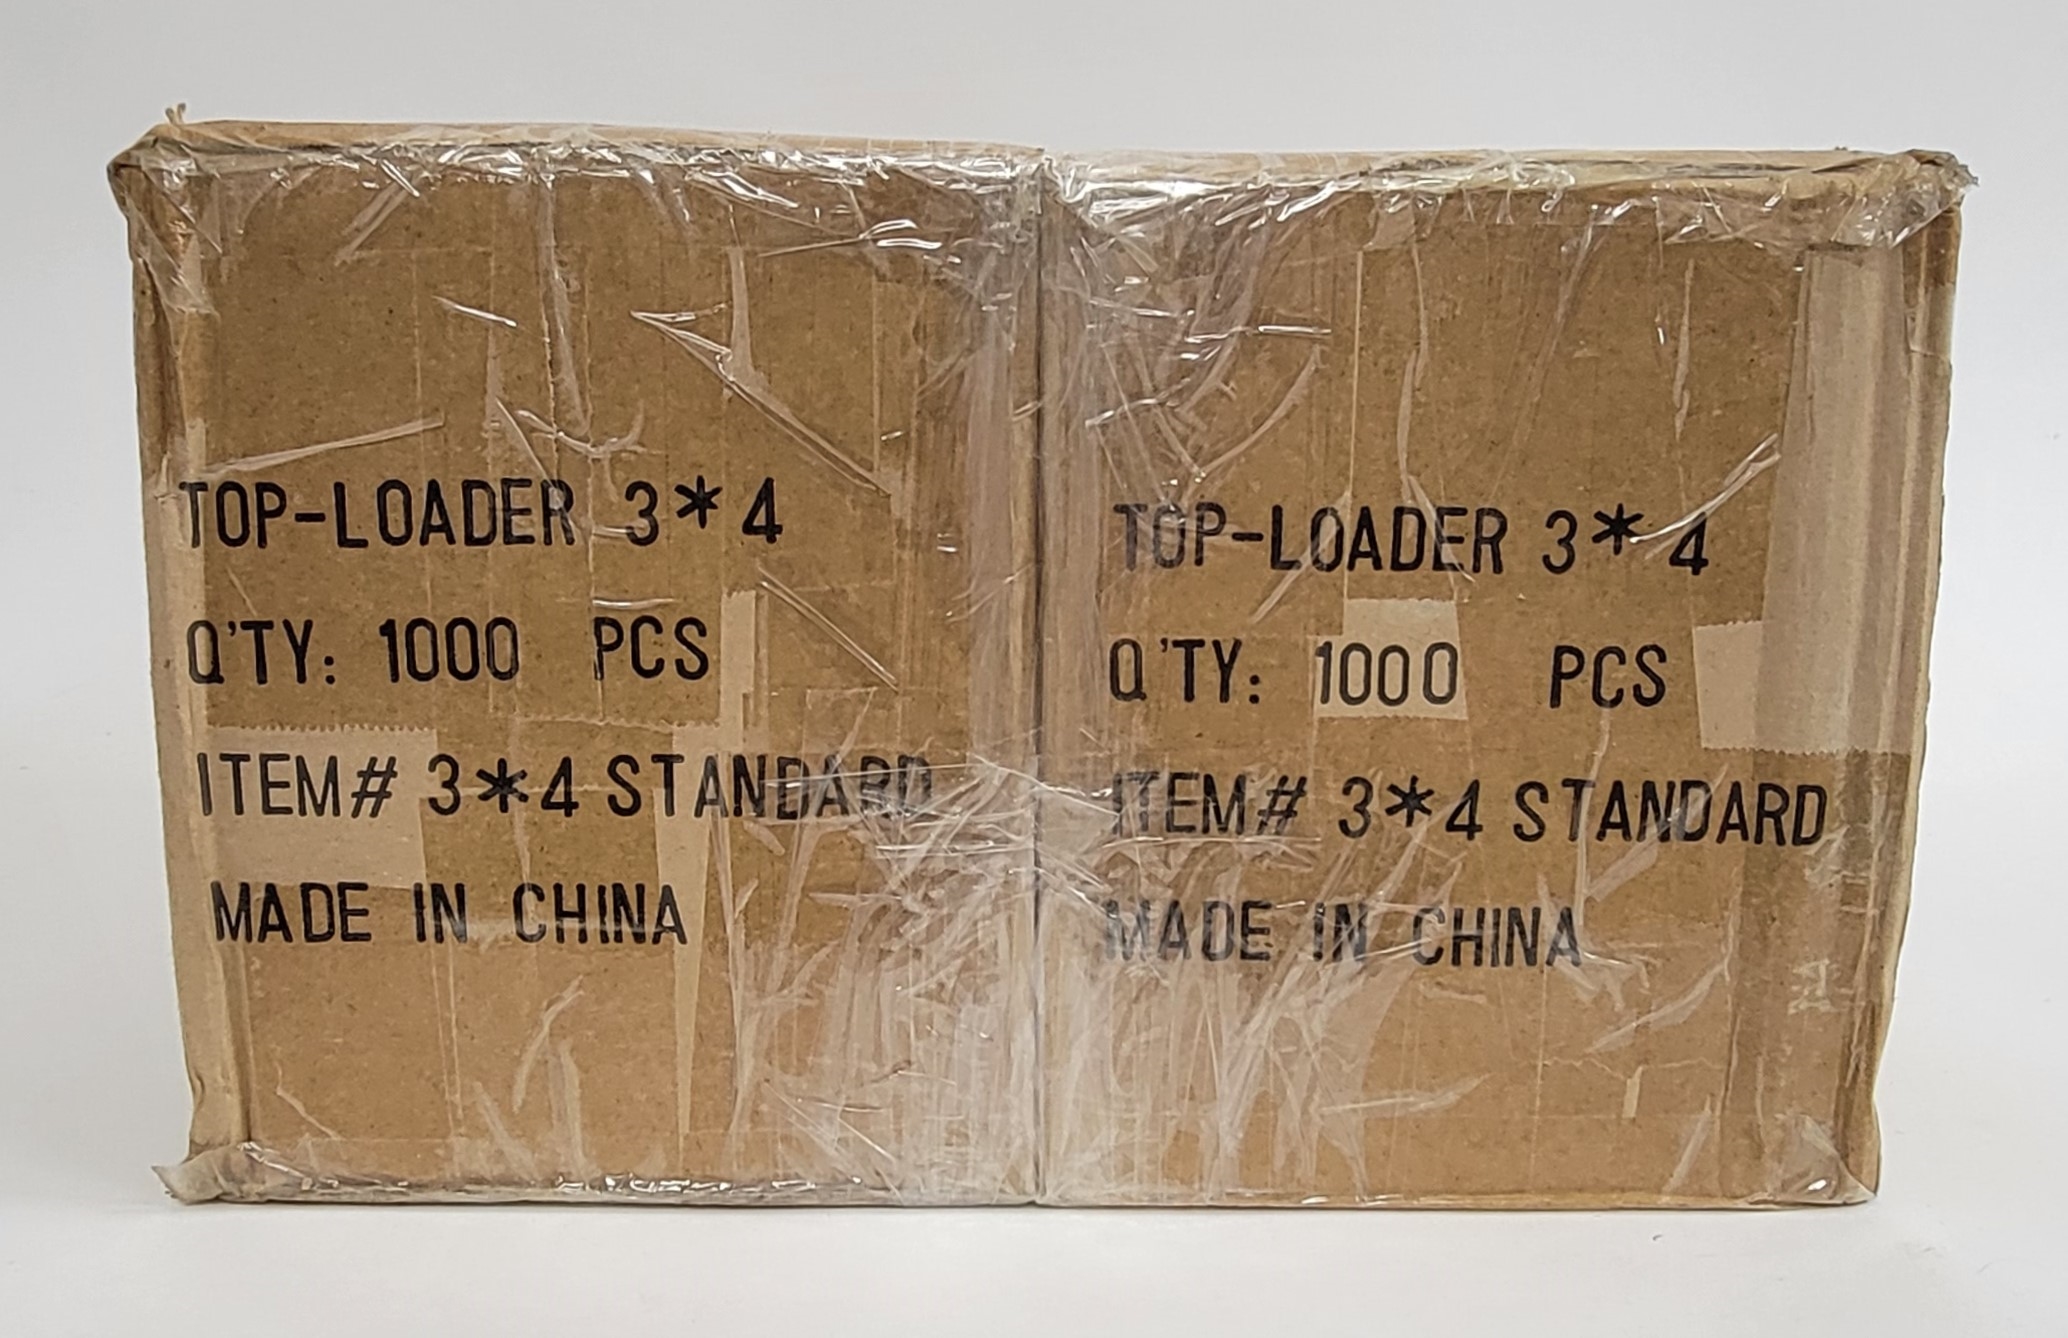 TOP-LOADER 3*4
Q'TY: 1000 PCS
ITEM# 3*4 STANDARD
MADE IN CHINA
TOP-LOADER 3*4
Q'TY: 1000 PCS
ITEM# 3*4 STANDARD
MADE IN CHINA